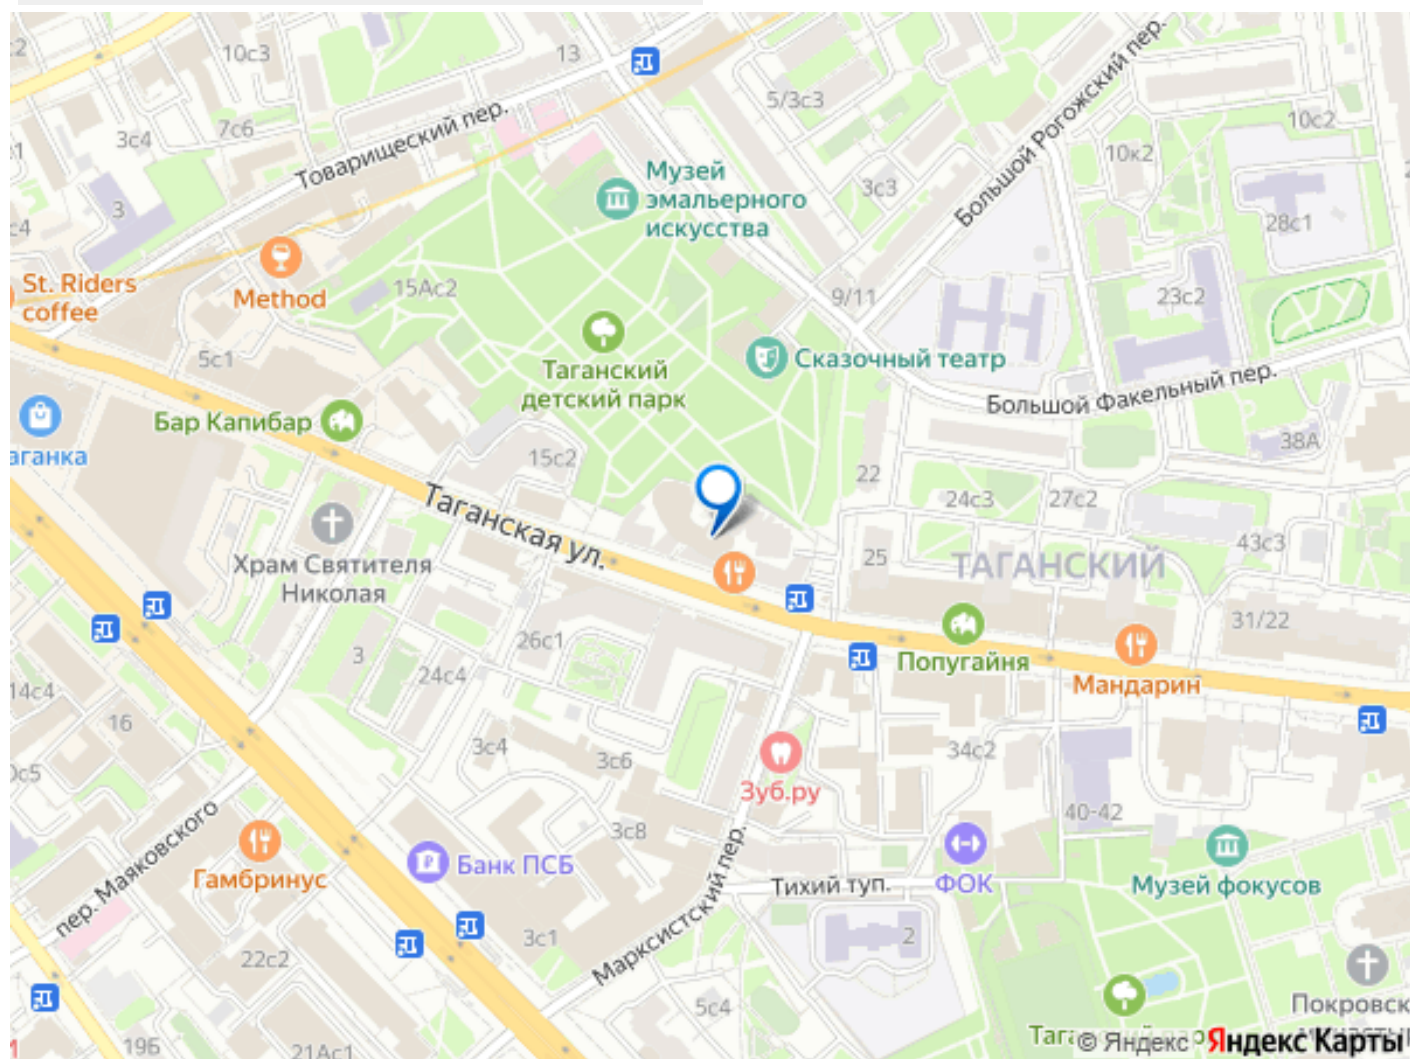 10с3
13
3с4
7с6
Товарищеский пер.
5/3с3
Большой Рогожский пер.
10с2
10к2
Музей
эмальерного
искусства
3с3
3
28с1
St. Riders
coffee
Method
15Ас2
9/11
23с2
5с1
Таганский
детский парк
Сказочный театр
Большой Факельный пер.
Бар Капибар
38А
аганка
15с2
22
24с3
27с2
Таганская ул.
Храм Святителя
Николая
25
ТАГАНСКИЙ
43с3
31/22
26с1
3
24с4
Попугайня
Мандарин
14с4
16
3с4
3с6
34с2
Зуб.ру
40-42
3с8
пер. Маяковского
Гамбринус
Банк ПСБ
Марксистский пер.
Тихий туп.
ФОК
Музей фокусов
3с1
2
22с2
5с4
Покровск
19Б
21Ас1
© Яндекс Яндекс Карты